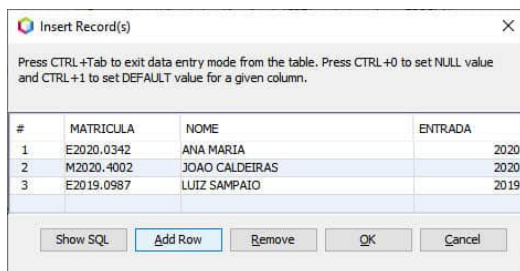 Insert Record(s)
Press CTRL+Tab to exit data entry mode from the table. Press CTRL+0 to set NULL value
and CTRL+1 to set DEFAULT value for a given column.
# MATRICULA NOME ENTRADA
1 E2020.0342 ANA MARIA 2020
2 M2020.4002 JOAO CALDEIRAS 2020
3 E2019.0987 LUIZ SAMPAIO 2019
Show SQL Add Row Remove OK Cancel